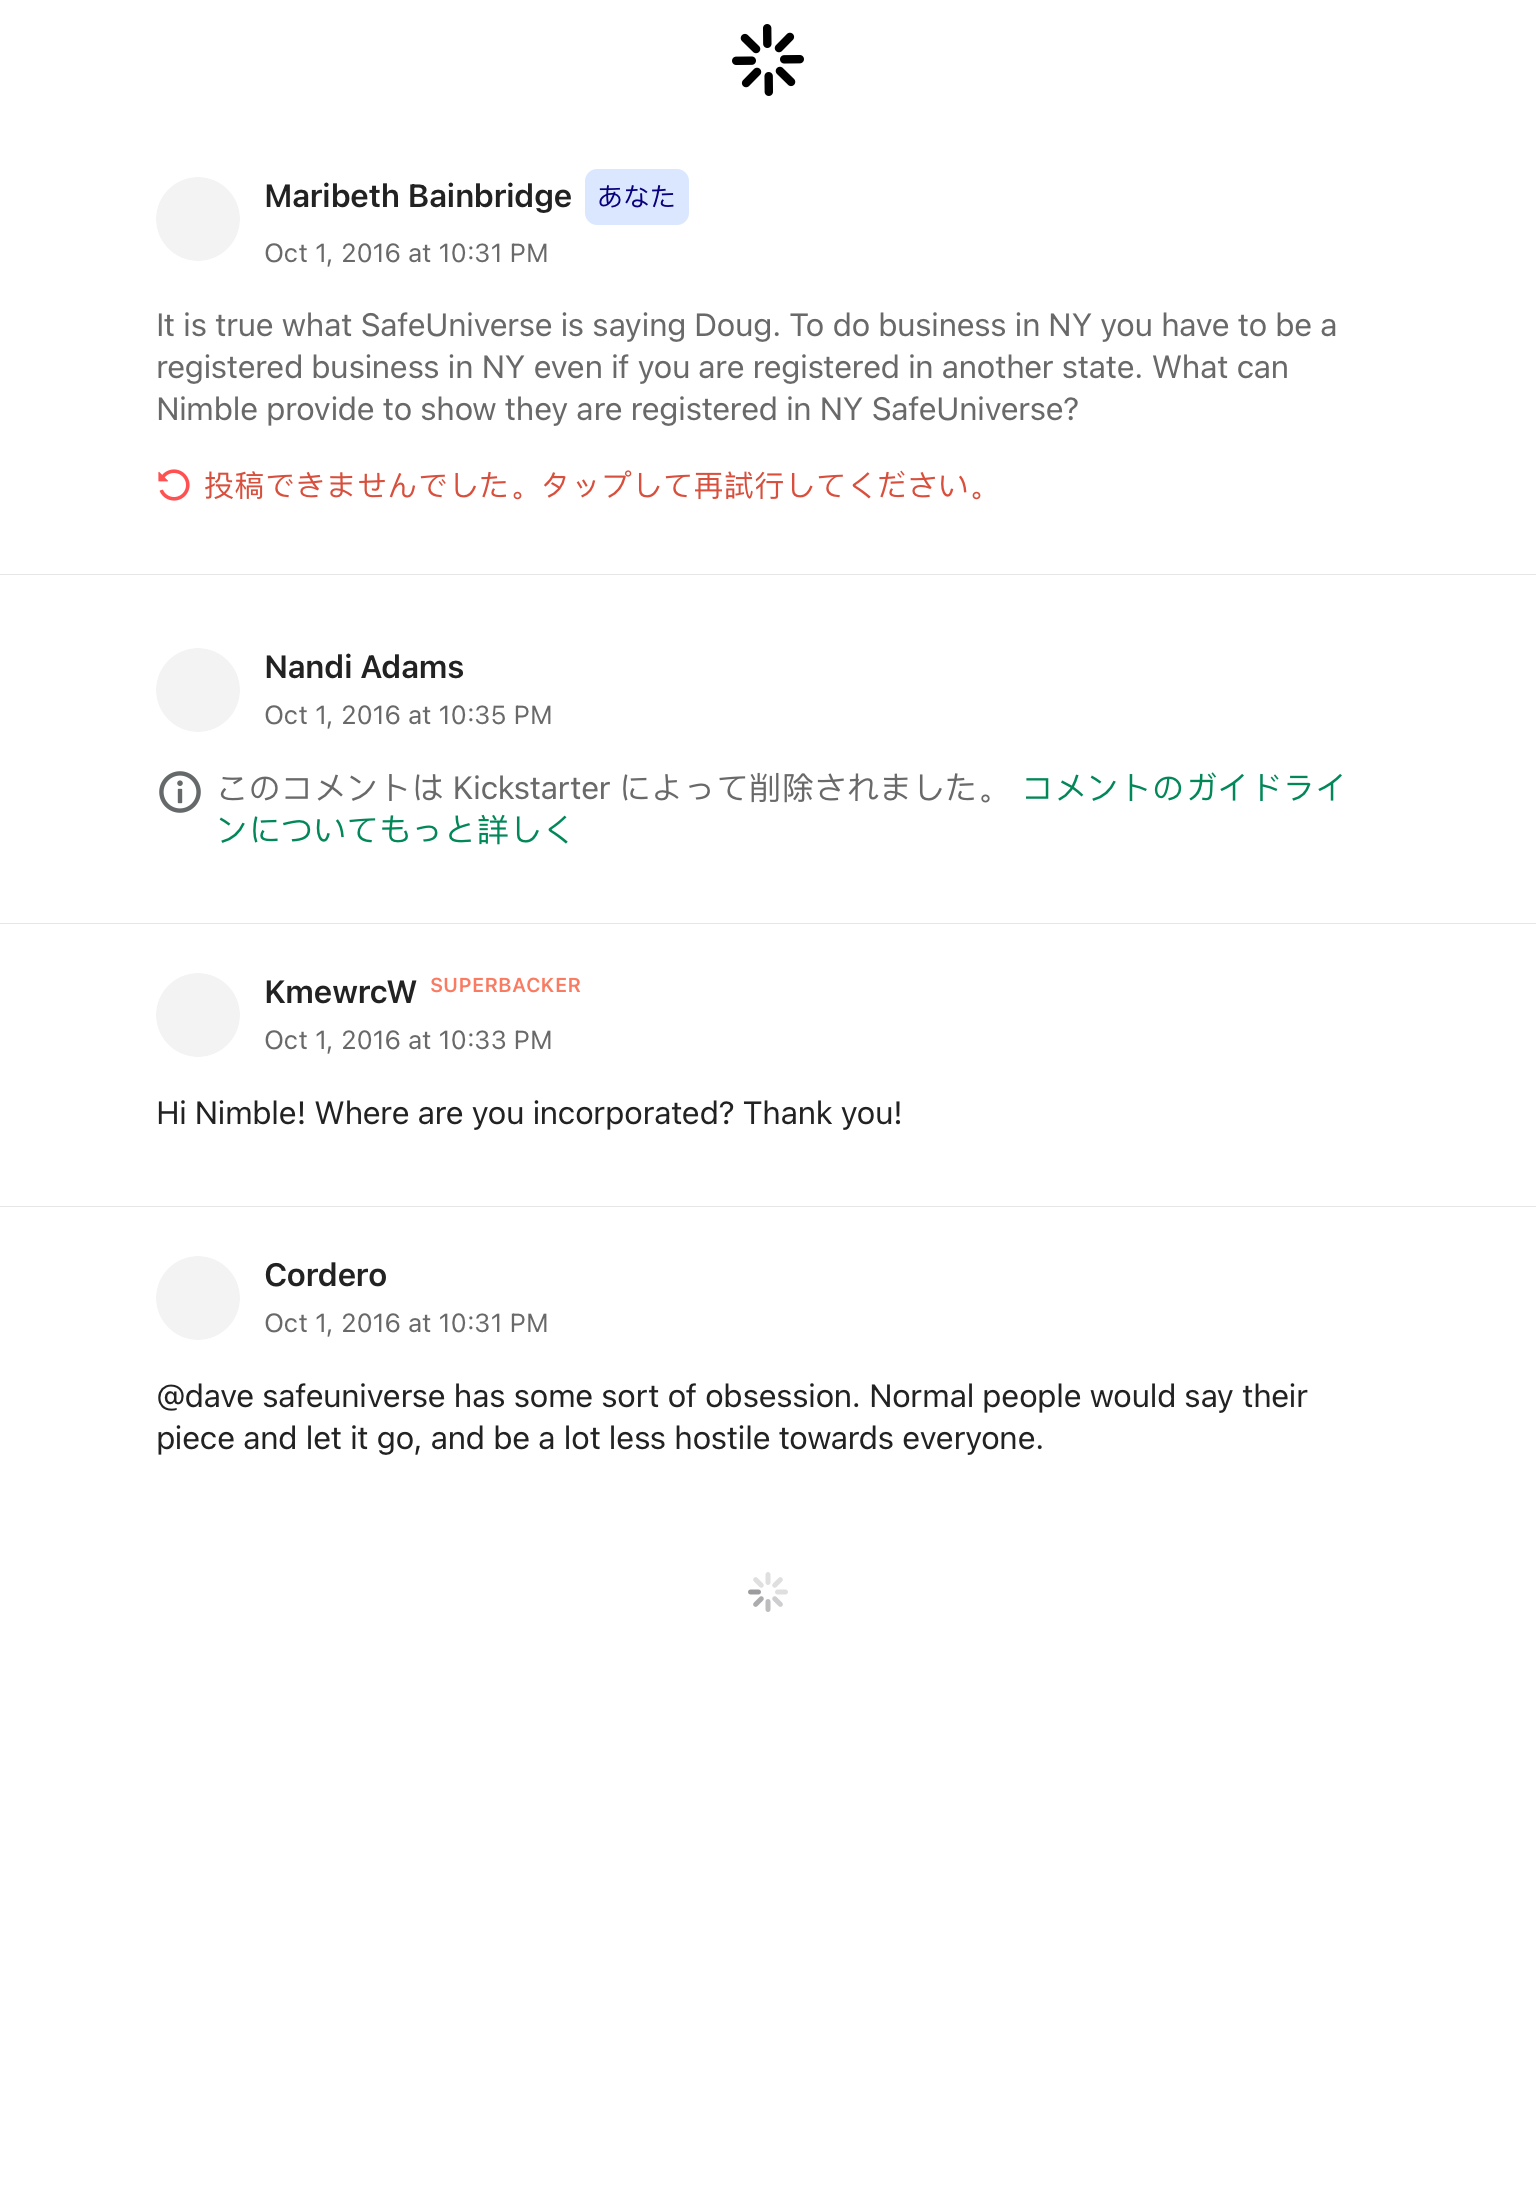 Maribeth Bainbridge あなた
Oct 1, 2016 at 10:31 PM
It is true what SafeUniverse is saying Doug. To do business in NY you have to be a
registered business in NY even if you are registered in another state. What can
Nimble provide to show they are registered in NY SafeUniverse?
投稿できませんでした。タップして再試行してください。
Nandi Adams
Oct 1, 2016 at 10:35 PM
このコメントは Kickstarter によって削除されました。 コメントのガイドライ
ンについてもっと詳しく
KmewrcW SUPERBACKER
Oct 1, 2016 at 10:33 PM
Hi Nimble! Where are you incorporated? Thank you!
Cordero
Oct 1, 2016 at 10:31 PM
@dave safeuniverse has some sort of obsession. Normal people would say their
piece and let it go, and be a lot less hostile towards everyone.